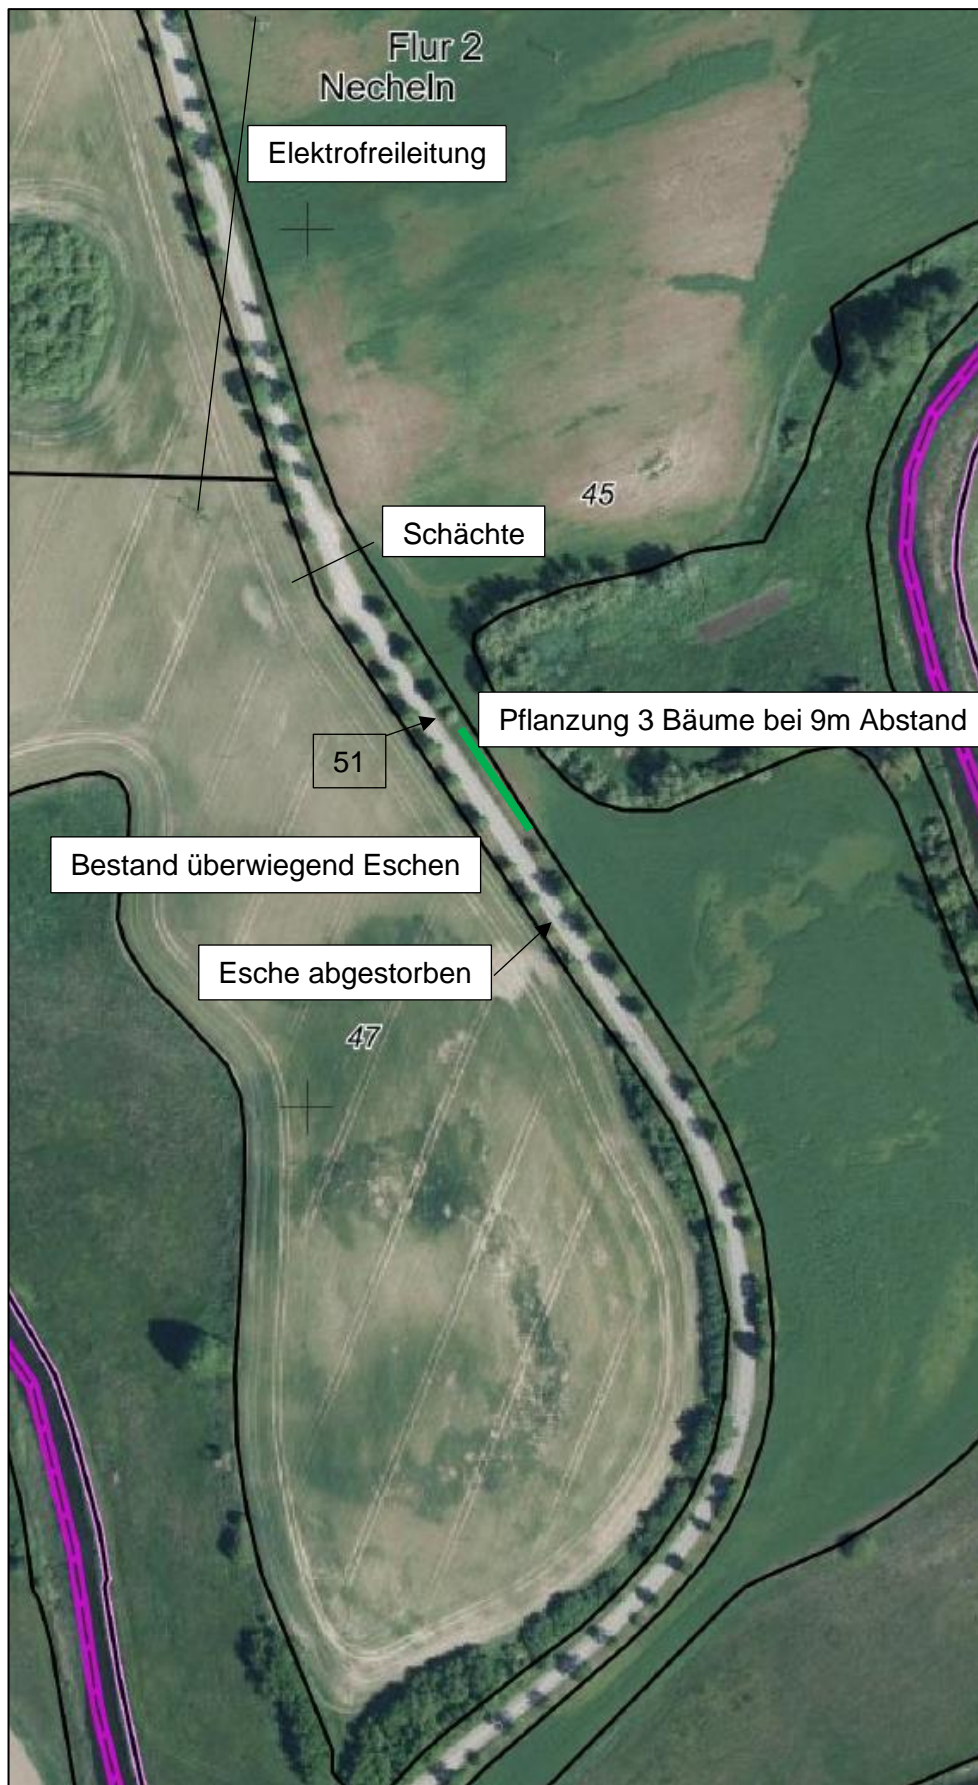 Flur 2
Necheln
Elektrofreileitung
45
Schächte
Pflanzung 3 Bäume bei 9m Abstand
51
Bestand überwiegend Eschen
Esche abgestorben
47